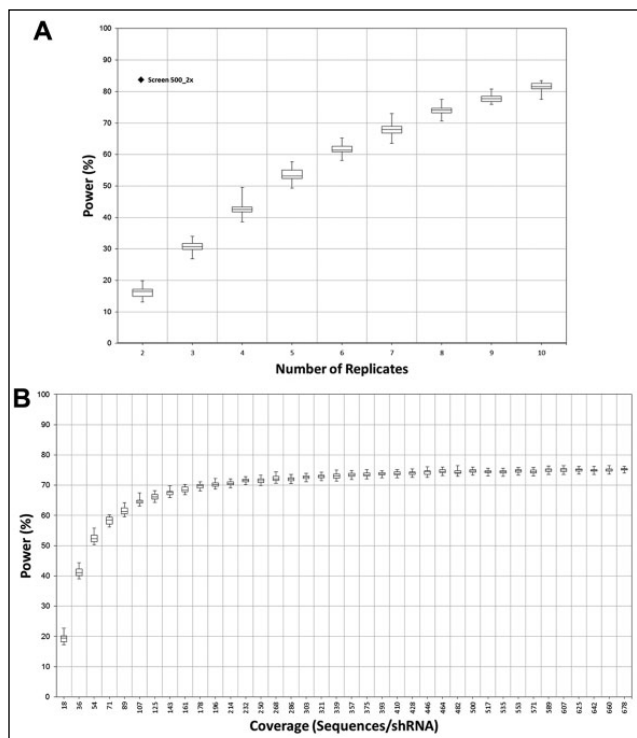 A
100
90
80
70
60
50
40
30
20
10
0
Power (%)
Screen 500_2x
2 3 4 5 6 7 8 9 10
Number of Replicates
B
100
90
80
70
60
50
40
30
20
10
0
Power (%)
18 36 54 71 89 107 125 143 161 178 196 214 232 250 268 286 303 321 339 357 375 393 410 428 446 464 482 500 517 535 553 571 589 607 625 642 660 678
Coverage (Sequences/shRNA)